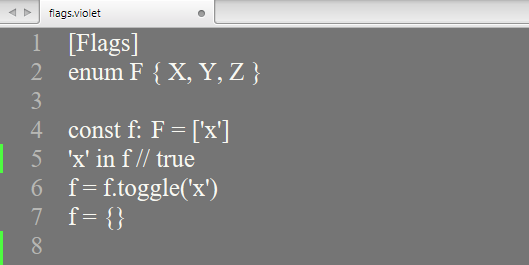 flags.violet
1 [Flags]
2 enum F { X, Y, Z }
3
4 const f: F = ['x']
5 'x' in f // true
6 f = f.toggle('x')
7 f = {}
8